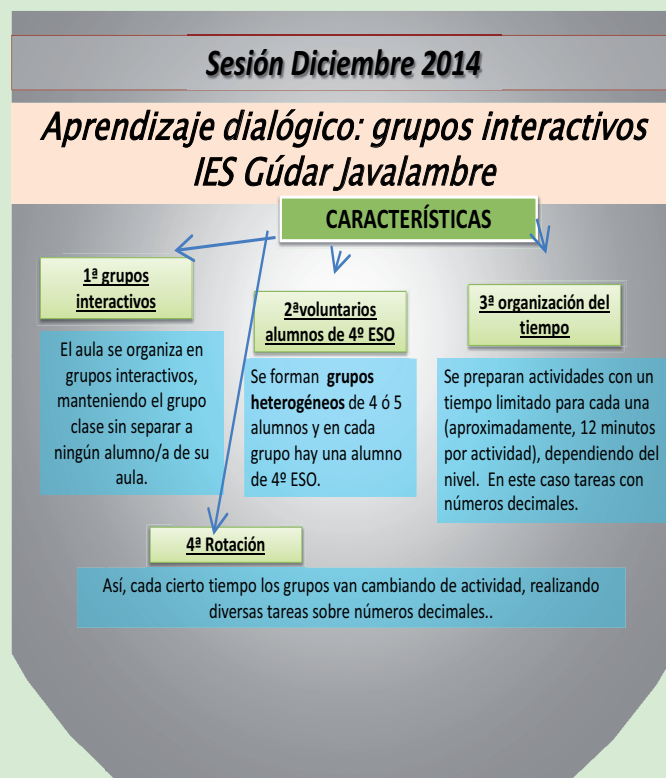 Sesión Diciembre 2014
Aprendizaje dialógico: grupos interactivos
IES Gúdar Javalambre
CARACTERÍSTICAS
1ª grupos
interactivos
El aula se organiza en
grupos interactivos,
manteniendo el grupo
clase sin separar a
ningún alumno/a de su
aula.
2ªvoluntarios
alumnos de 4º ESO
Se forman grupos
heterogéneos de 4 ó 5
alumnos y en cada
grupo hay una alumno
de 4º ESO.
3ª organización del
tiempo
Se preparan actividades con un
tiempo limitado para cada una
(aproximadamente, 12 minutos
por actividad), dependiendo del
nivel. En este caso tareas con
números decimales.
4ª Rotación
Así, cada cierto tiempo los grupos van cambiando de actividad, realizando
diversas tareas sobre números decimales..